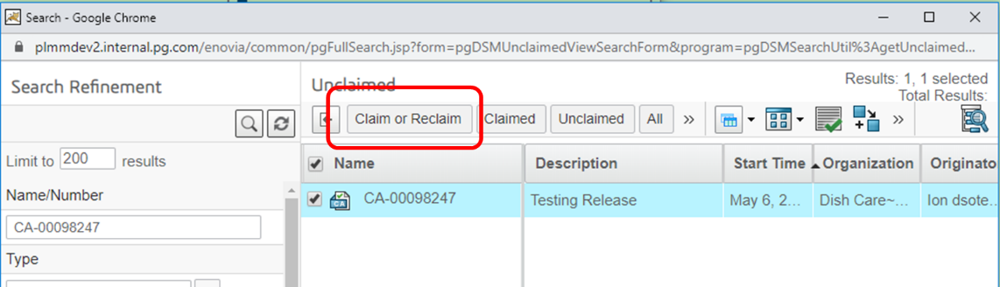 Search - Google Chrome
plmmdev2.internal.pg.com/enovia/common/pgFullSearch.jsp?form=pgDSMUnclaimedViewSearchForm&program=pgDSMSearchUtil%3AgetUnclaimed...
Search Refinement
Limit to 200 results
Name/Number
CA-00098247
Type
Unclaimed
Results: 1, 1 selected
Total Results:
Claim or Reclaim Claimed Unclaimed All »  »
Name Description Start Time Organization Originato
CA CA-00098247 Testing Release May 6, 2... Dish Care~... Ion dsote...